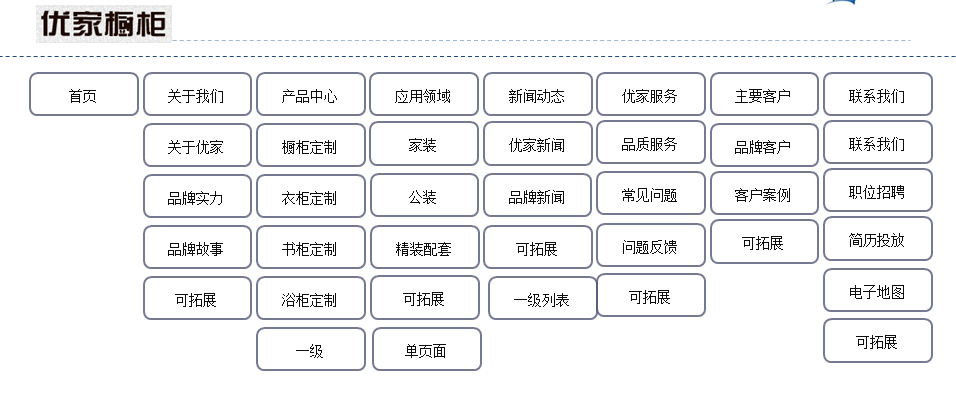 优家橱柜
首页 关于我们 产品中心 应用领域 新闻动态 优家服务 主要客户 联系我们
关于优家 橱柜定制 家装 优家新闻 品质服务 品牌客户 联系我们
品牌实力 衣柜定制 公装 品牌新闻 常见问题 客户案例 职位招聘
品牌故事 书柜定制 精装配套 可拓展 问题反馈 可拓展 简历投放
可拓展 浴柜定制 可拓展 一级列表 可拓展 电子地图
一级 单页面 可拓展